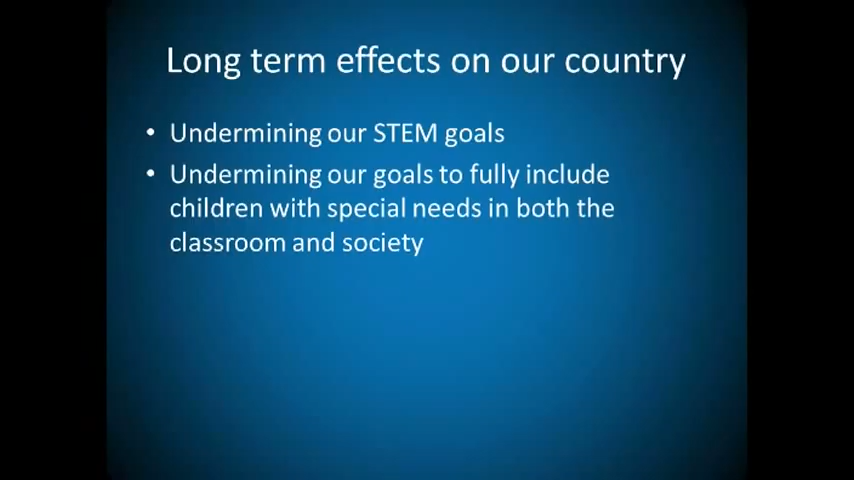 Long term effects on our country
• Undermining our STEM goals
• Undermining our goals to fully include
children with special needs in both the
classroom and society